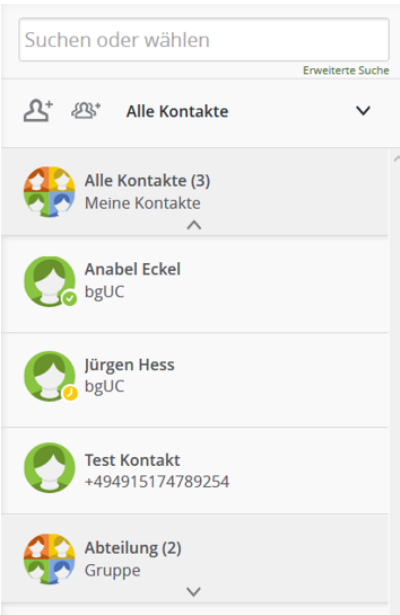 Suchen oder wählen
Erweiterte Suche
Alle Kontakte
Alle Kontakte (3)
Meine Kontakte
Anabel Eckel
bgUC
Jürgen Hess
bgUC
Test Kontakt
+494915174789254
Abteilung (2)
Gruppe